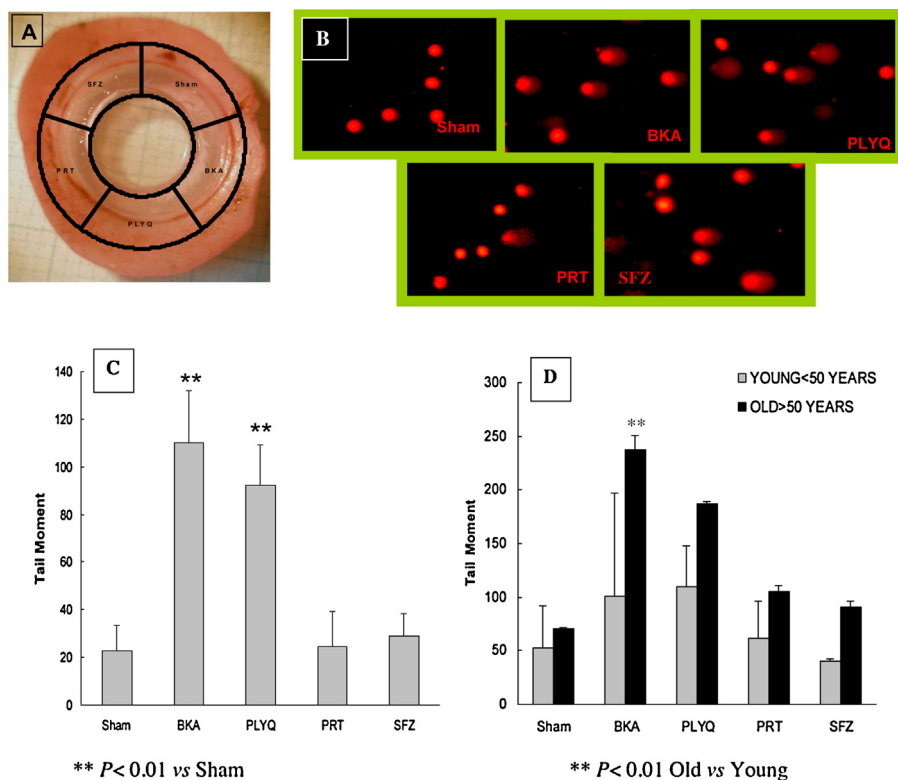 A
SFZ
Sham
PRT
BKA
PLYQ
B
Sham
BKA
PLYQ
PRT
SFZ
C
Tail Moment
140
120
100
80
60
40
20
0
**
**
Sham BKA PLYQ PRT SFZ
** P< 0.01 vs Sham
D
YOUNG<50 YEARS
OLD>50 YEARS
Tail Moment
300
250
200
150
100
50
0
**
Sham BKA PLYQ PRT SFZ
** P< 0.01 Old vs Young